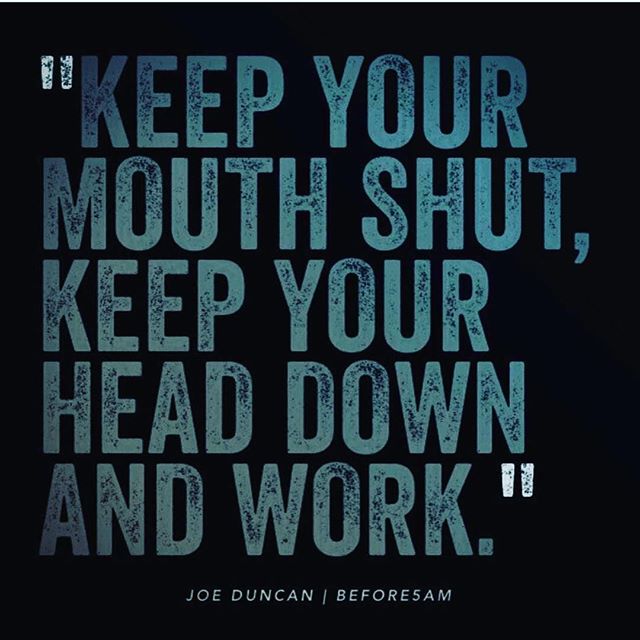 "KEEP YOUR
MOUTH SHUT,
KEEP YOUR
HEAD DOWN
AND WORK."
JOE DUNCAN | BEFORE5AM